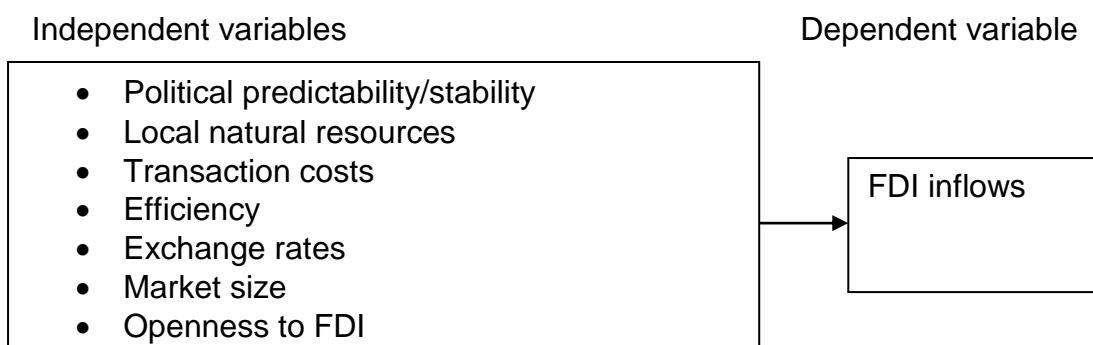 Independent variables
Dependent variable
• Political predictability/stability
• Local natural resources
• Transaction costs
• Efficiency
• Exchange rates
• Market size
• Openness to FDI
FDI inflows